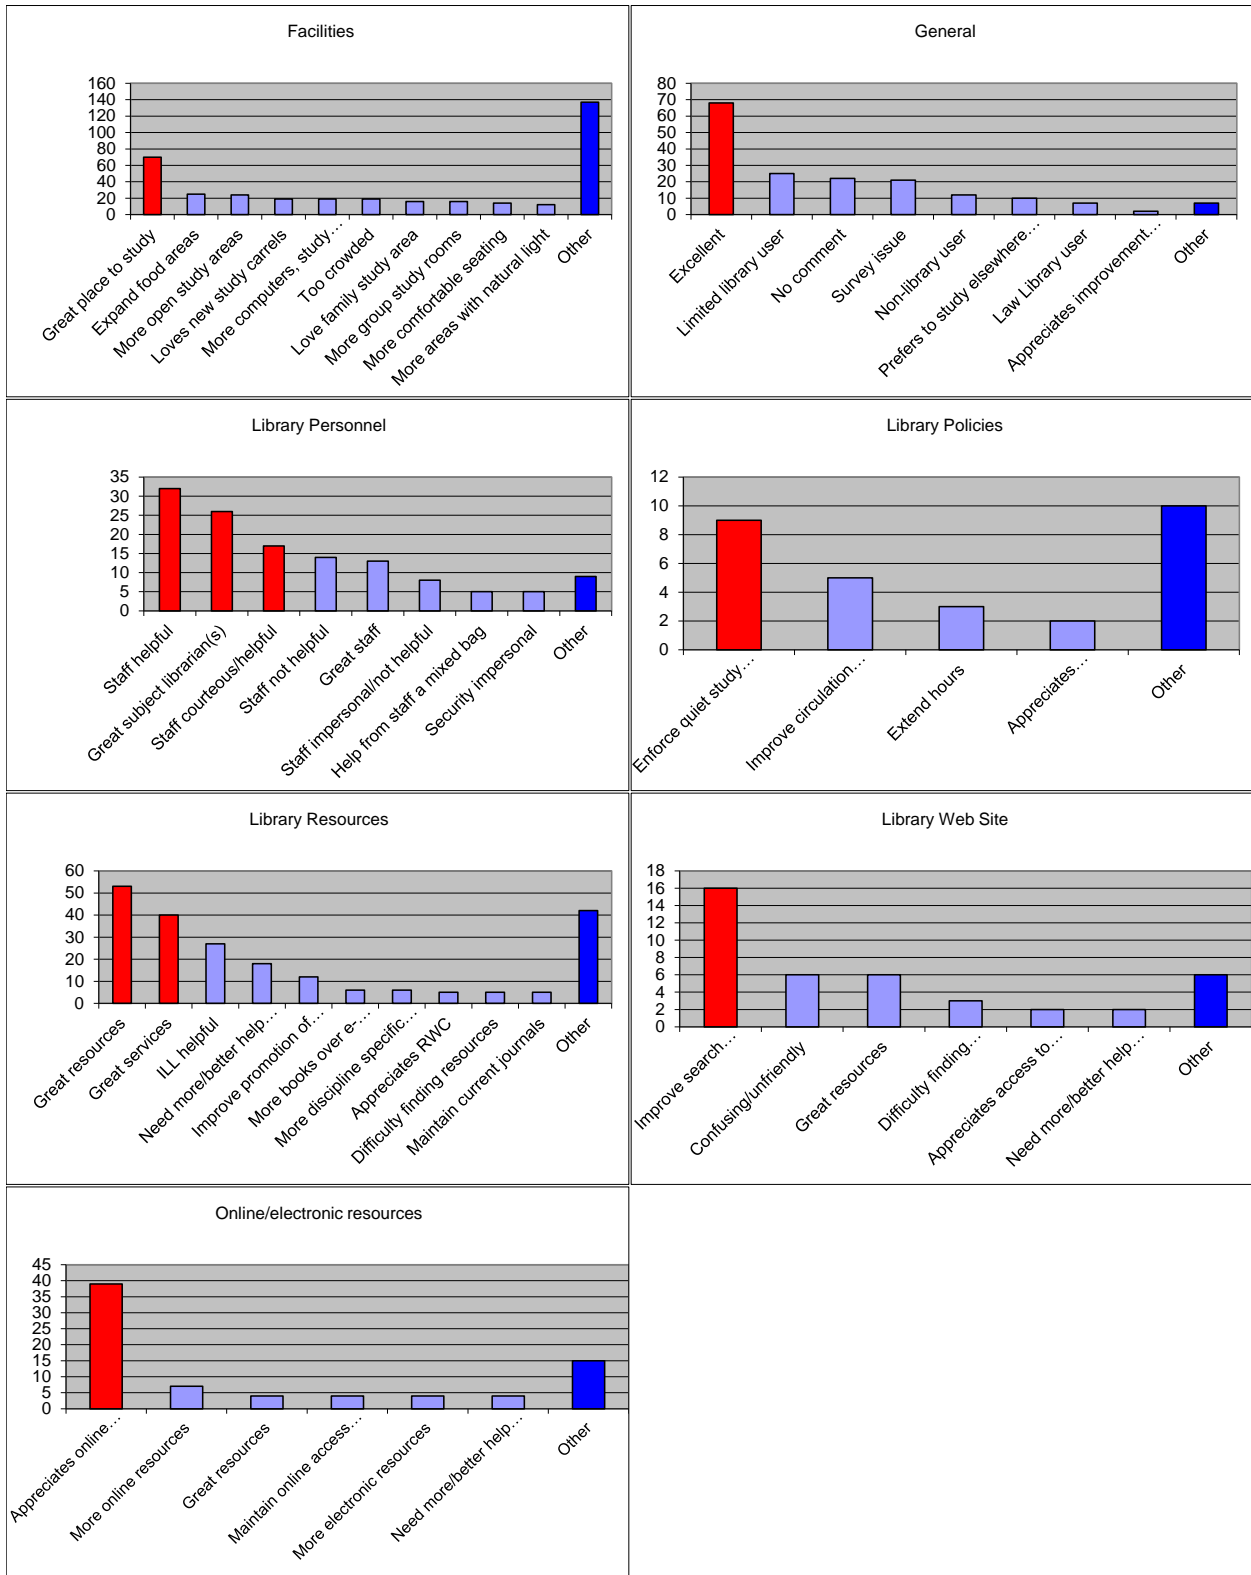 Facilities
160
140
120
100
80
60
40
20
0
Great place to study
Expand food areas
More open study areas
Loves new study carrels
More computers, study…
Too crowded
Love family study area
More group study rooms
More comfortable seating
More areas with natural light
Other
General
80
70
60
50
40
30
20
10
0
Excellent
Limited library user
No comment
Survey issue
Non-library user
Prefers to study elsewhere…
Law Library user
Appreciates improvement…
Other
Library Personnel
35
30
25
20
15
10
5
0
Staff helpful
Great subject librarian(s)
Staff courteous/helpful
Staff not helpful
Great staff
Staff impersonal/not helpful
Help from staff a mixed bag
Security impersonal
Other
Library Policies
12
10
8
6
4
2
0
Enforce quiet study…
Improve circulation…
Extend hours
Appreciates…
Other
Library Resources
60
50
40
30
20
10
0
Great resources
Great services
ILL helpful
Need more/better help…
Improve promotion of…
More books over e-…
More discipline specific…
Appreciates RWC
Difficulty finding resources
Maintain current journals
Other
Library Web Site
18
16
14
12
10
8
6
4
2
0
Improve search…
Confusing/unfriendly
Great resources
Difficulty finding…
Appreciates access to…
Need more/better help…
Other
Online/electronic resources
45
40
35
30
25
20
15
10
5
0
Appreciates online…
More online resources
Great resources
Maintain online access…
More electronic resources
Need more/better help…
Other